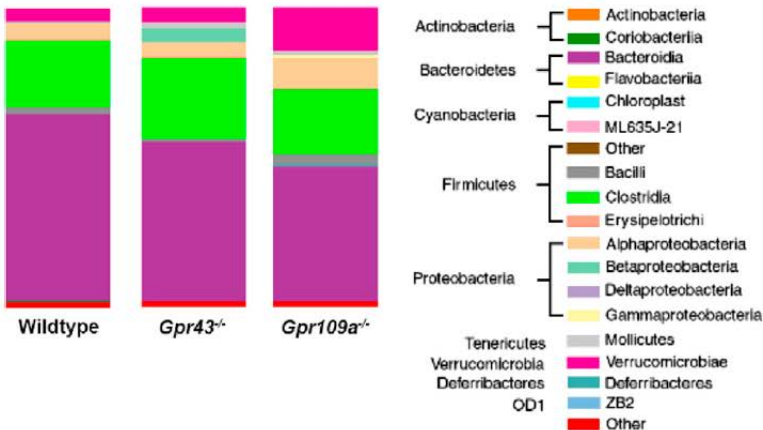 Actinobacteria
Actinobacteria
Coriobacteriia
Bacteroidetes
Bacteroidia
Flavobacteriia
Cyanobacteria
Chloroplast
ML635J-21
Firmicutes
Other
Bacilli
Clostridia
Erysipelotrichi
Proteobacteria
Alphaproteobacteria
Betaproteobacteria
Deltaproteobacteria
Gammaproteobacteria
Tenericutes
Mollicutes
Verrucomicrobia
Verrucomicrobiae
Deferribacteres
Deferribacteres
OD1
ZB2
Other
Wildtype
Gpr43-/-
Gpr109a-/-